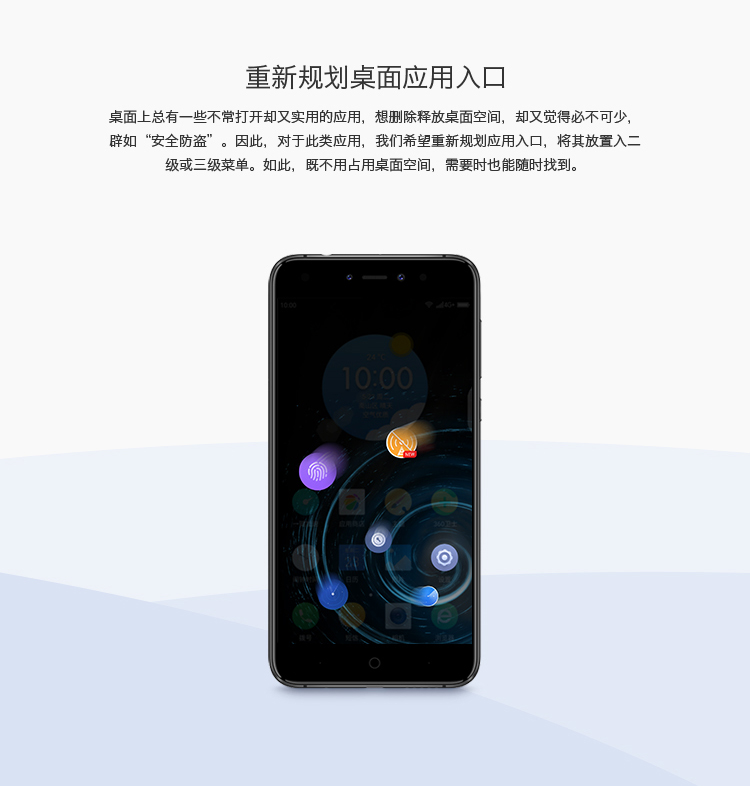 重新规划桌面应用入口
桌面上总有一些不常打开却又实用的应用，想删除释放桌面空间，却又觉得必不可少，
辟如“安全防盗”。因此，对于此类应用，我们希望重新规划应用入口，将其放置入二
级或三级菜单。如此，既不用占用桌面空间，需要时也能随时找到。
10:00
10:00
NEW